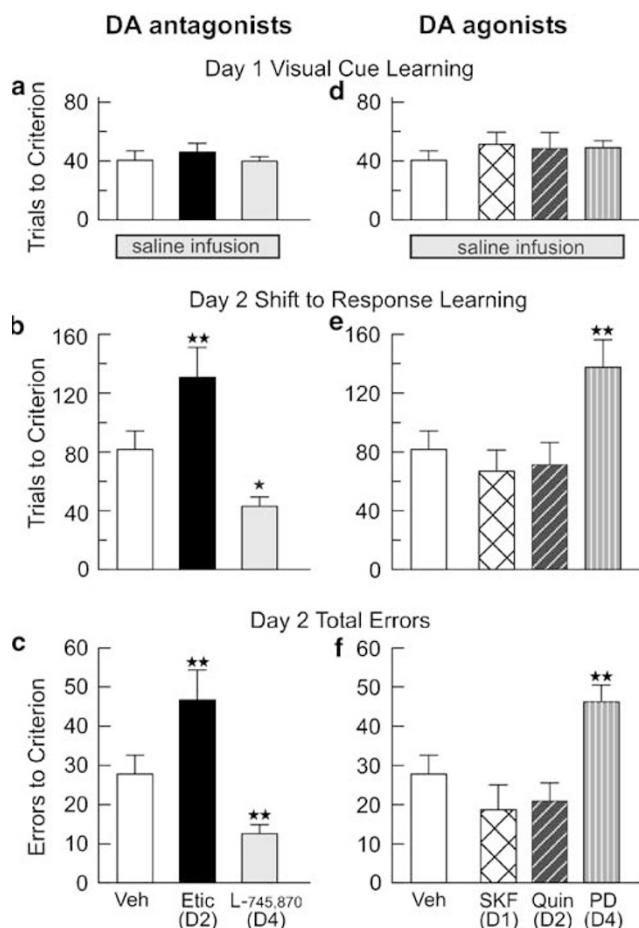 DA antagonists DA agonists
Day 1 Visual Cue Learning
a d
Trials to Criterion
80 80
40 40
0 0
saline infusion saline infusion
Day 2 Shift to Response Learning
b e
Trials to Criterion
160 160
★★ ★★
120 120
80 80
★
40 40
0 0
Day 2 Total Errors
c f
Errors to Criterion
60 60
★★ ★★
50 50
40 40
30 30
20 20
★★
10 10
0 0
Veh Etic L-745,870 Veh SKF Quin PD
(D2) (D4) (D1) (D2) (D4)